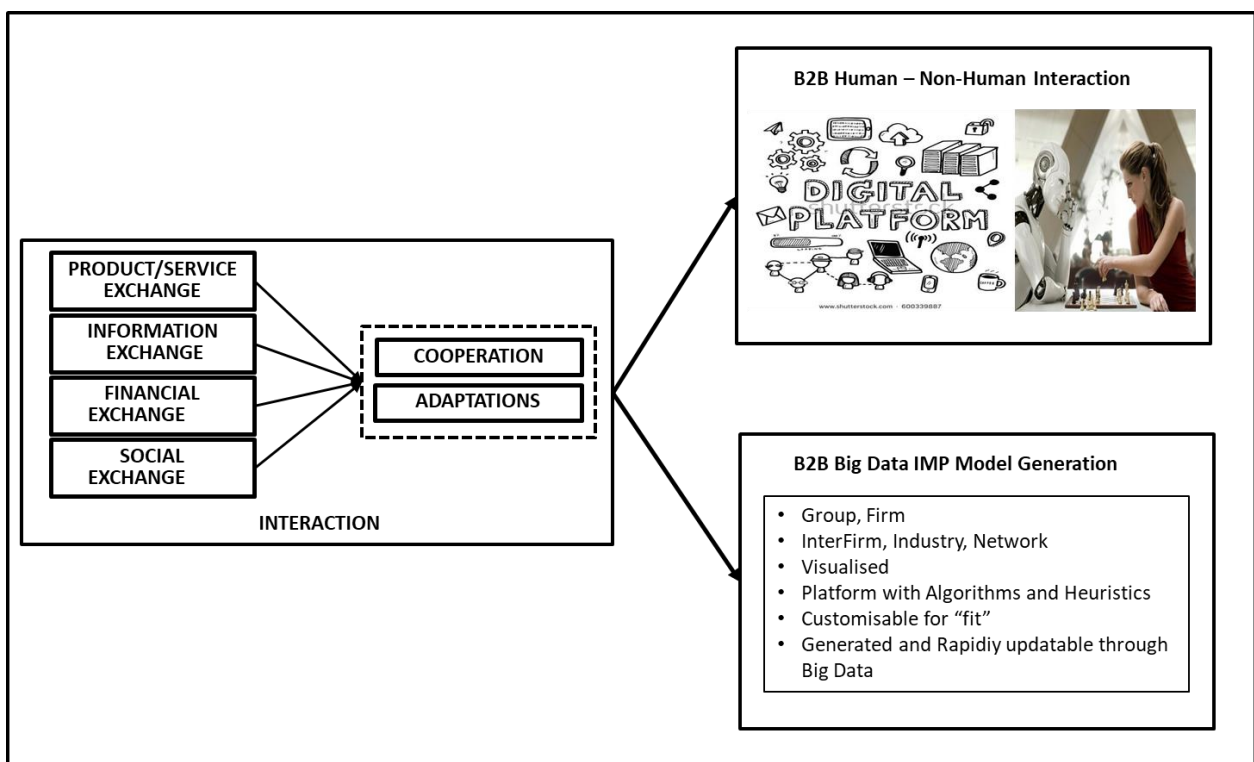 B2B Human – Non-Human Interaction
DIGITAL
shutterstock
PLATFORM
www.shutterstock.com · 600339887
PRODUCT/SERVICE
EXCHANGE
INFORMATION
EXCHANGE
FINANCIAL
EXCHANGE
SOCIAL
EXCHANGE
COOPERATION
ADAPTATIONS
INTERACTION
B2B Big Data IMP Model Generation
• Group, Firm
• InterFirm, Industry, Network
• Visualised
• Platform with Algorithms and Heuristics
• Customisable for “fit”
• Generated and Rapidiy updatable through
Big Data